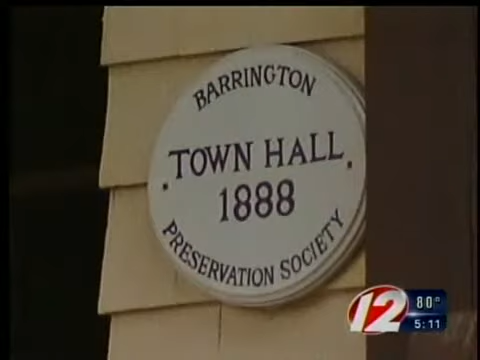 BARRINGTON
. TOWN HALL .
1888
PRESERVATION SOCIETY
12 80°
5:11